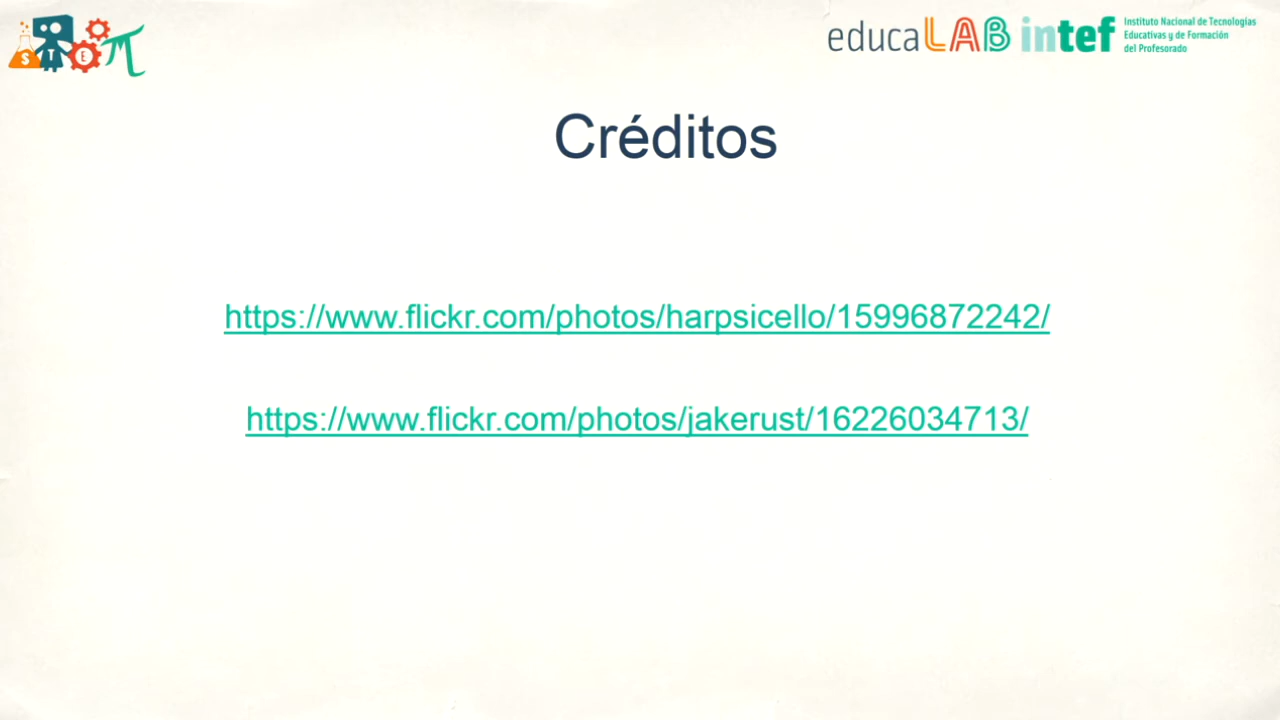 S T E
educaLAB intef
Instituto Nacional de Tecnologías
Educativas y de Formación
del Profesorado
Créditos
https://www.flickr.com/photos/harpsicello/15996872242/
https://www.flickr.com/photos/jakerust/16226034713/